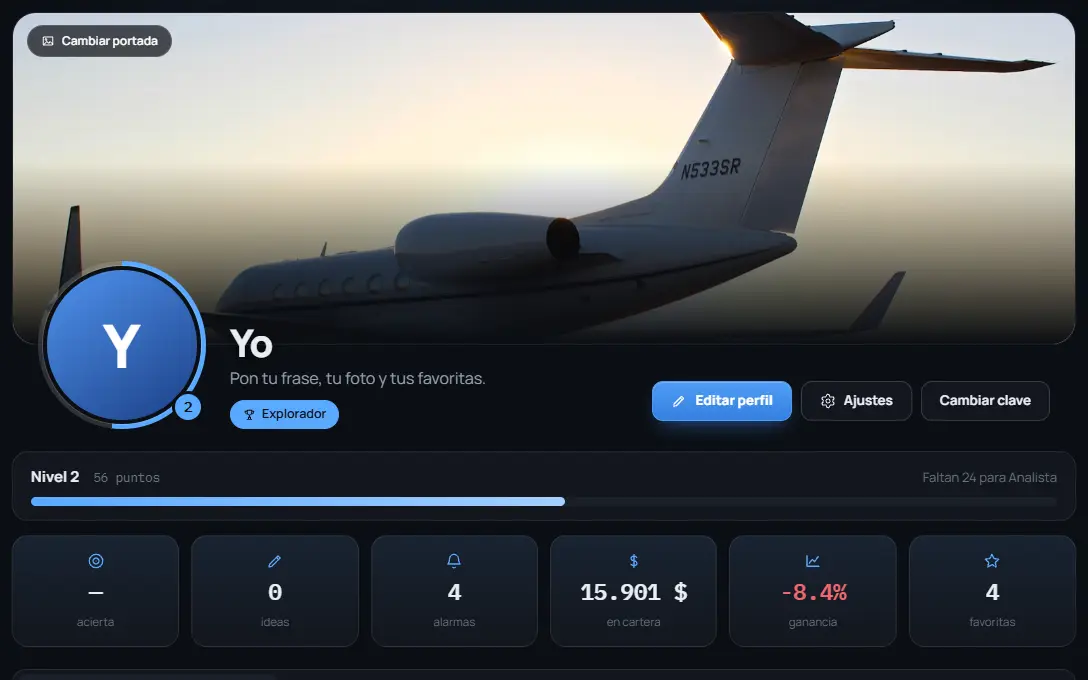 Cambiar portada
N533SR
Y
2
Yo
Pon tu frase, tu foto y tus favoritas.
Explorador
Editar perfil
Ajustes
Cambiar clave
Nivel 2 56 puntos
Faltan 24 para Analista
—
acierta
0
ideas
4
alarmas
$
15.901 $
en cartera
-8.4%
ganancia
4
favoritas